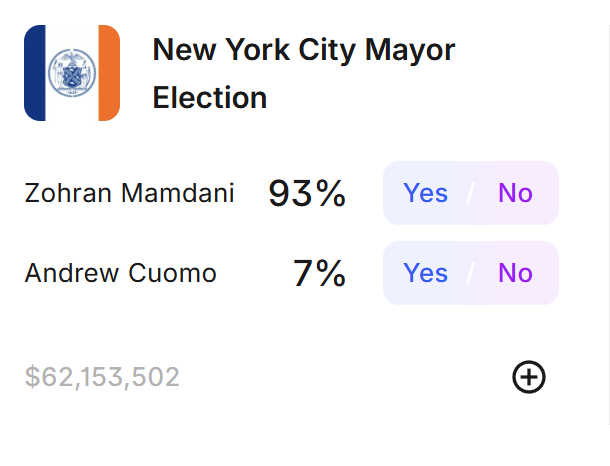 New York City Mayor
Election
Zohran Mamdani 93% Yes / No
Andrew Cuomo 7% Yes / No
$62,153,502